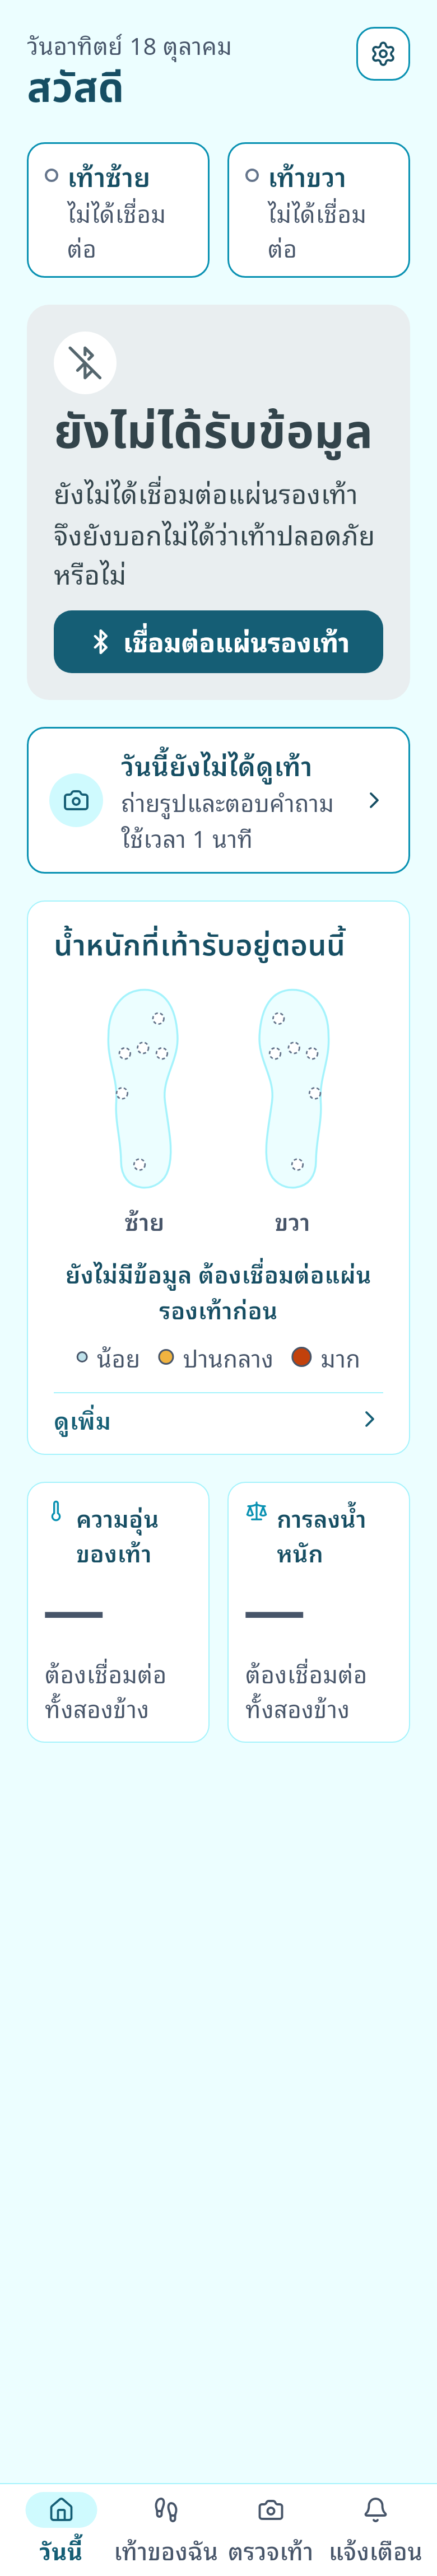 วันอาทิตย์ 18 ตุลาคม
สวัสดี
เท้าซ้าย
ไม่ได้เชื่อม
ต่อ
เท้าขวา
ไม่ได้เชื่อม
ต่อ
ยังไม่ได้รับข้อมูล
ยังไม่ได้เชื่อมต่อแผ่นรองเท้า
จึงยังบอกไม่ได้ว่าเท้าปลอดภัย
หรือไม่
เชื่อมต่อแผ่นรองเท้า
วันนี้ยังไม่ได้ดูเท้า
ถ่ายรูปและตอบคำถาม
ใช้เวลา 1 นาที
น้ำหนักที่เท้ารับอยู่ตอนนี้
ซ้าย
ขวา
ยังไม่มีข้อมูล ต้องเชื่อมต่อแผ่น
รองเท้าก่อน
น้อย
ปานกลาง
มาก
ดูเพิ่ม
ความอุ่น
ของเท้า
—
ต้องเชื่อมต่อ
ทั้งสองข้าง
การลงน้ำ
หนัก
—
ต้องเชื่อมต่อ
ทั้งสองข้าง
วันนี้
เท้าของฉัน
ตรวจเท้า
แจ้งเตือน